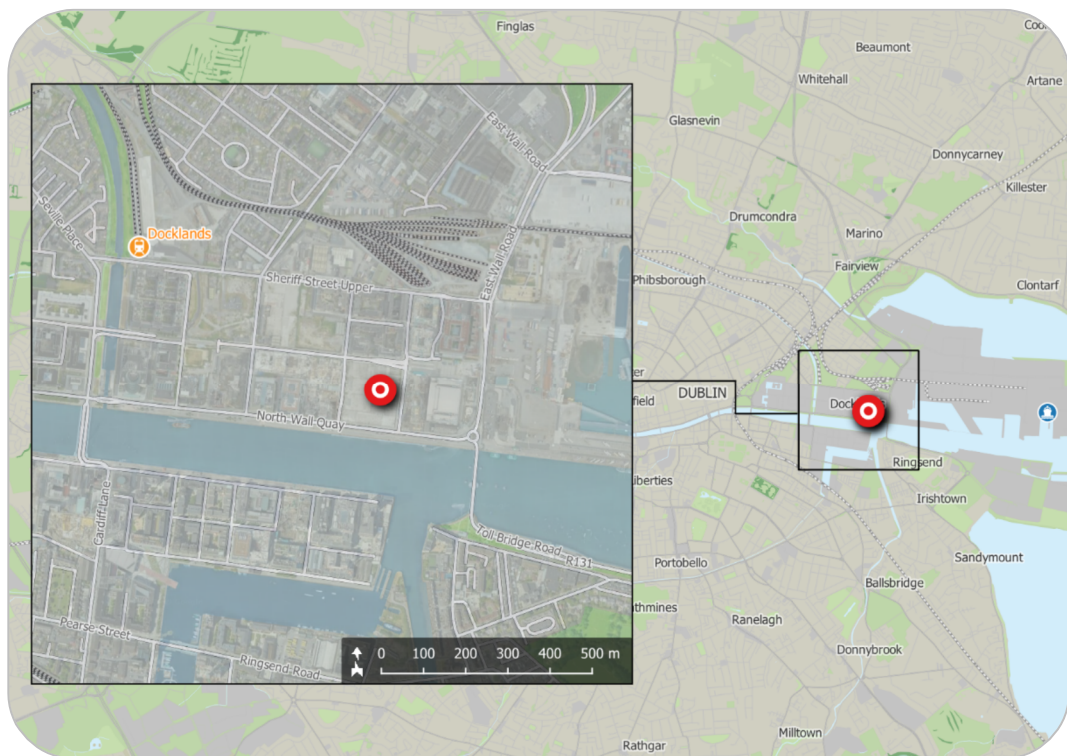 Finglas
Beaumont
Whitehall
Artane
Glasnevin
Donnycarney
Killester
Drumcondra
Marino
Fairview
Phibsborough
Clontarf
DUBLIN
Ringsend
Irishtown
Sandymount
Portobello
Ballsbridge
Ranelagh
Donnybrook
Milltown
Rathgar
East Wall Road
Seville Place
Docklands
East Wall Road
Sheriff Street Upper
North Wall Quay
Cardiff Lane
Toll Bridge Road, R131
Pearse Street
Ringsend Road
0 100 200 300 400 500 m